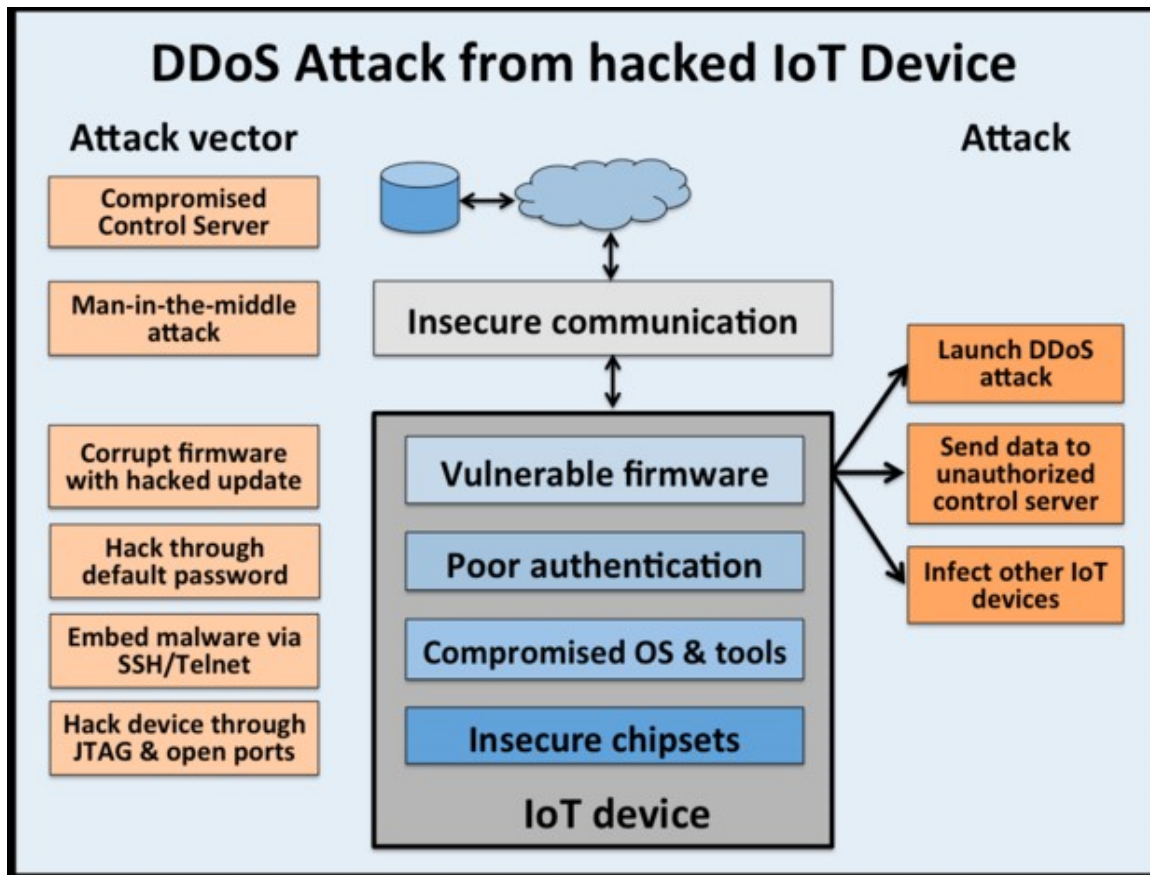 DDoS Attack from hacked IoT Device
Attack vector
Attack
Compromised
Control Server
Man-in-the-middle
attack
Insecure communication
Launch DDoS
attack
Corrupt firmware
with hacked update
Vulnerable firmware
Send data to
unauthorized
control server
Hack through
default password
Poor authentication
Infect other IoT
devices
Embed malware via
SSH/Telnet
Compromised OS & tools
Hack device through
JTAG & open ports
Insecure chipsets
IoT device